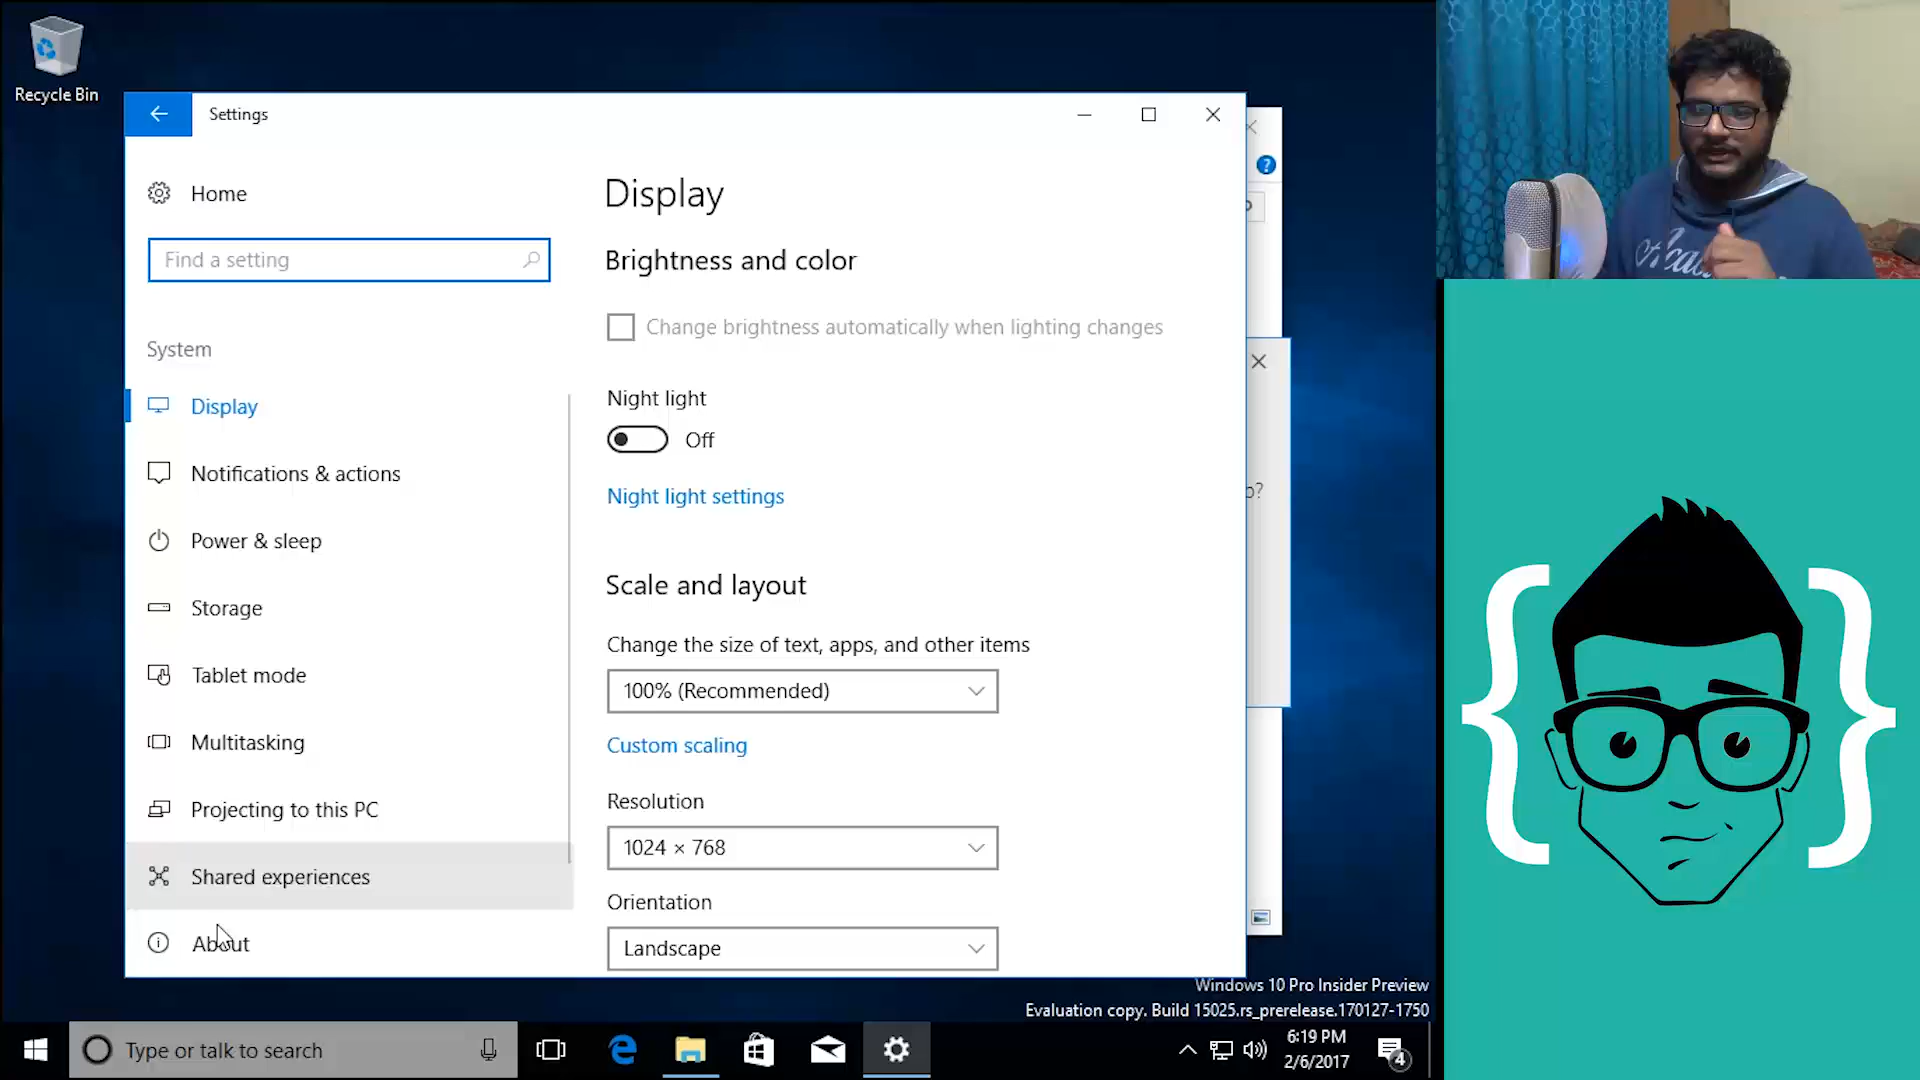 Recycle Bin
Settings
Home
Find a setting
System
Display
Notifications & actions
Power & sleep
Storage
Tablet mode
Multitasking
Projecting to this PC
Shared experiences
About
Display
Brightness and color
Change brightness automatically when lighting changes
Night light
Off
Night light settings
Scale and layout
Change the size of text, apps, and other items
100% (Recommended)
Custom scaling
Resolution
1024 × 768
Orientation
Landscape
?
Windows 10 Pro Insider Preview
Evaluation copy. Build 15025.rs_prerelease.170127-1750
Type or talk to search
6:19 PM
2/6/2017
4